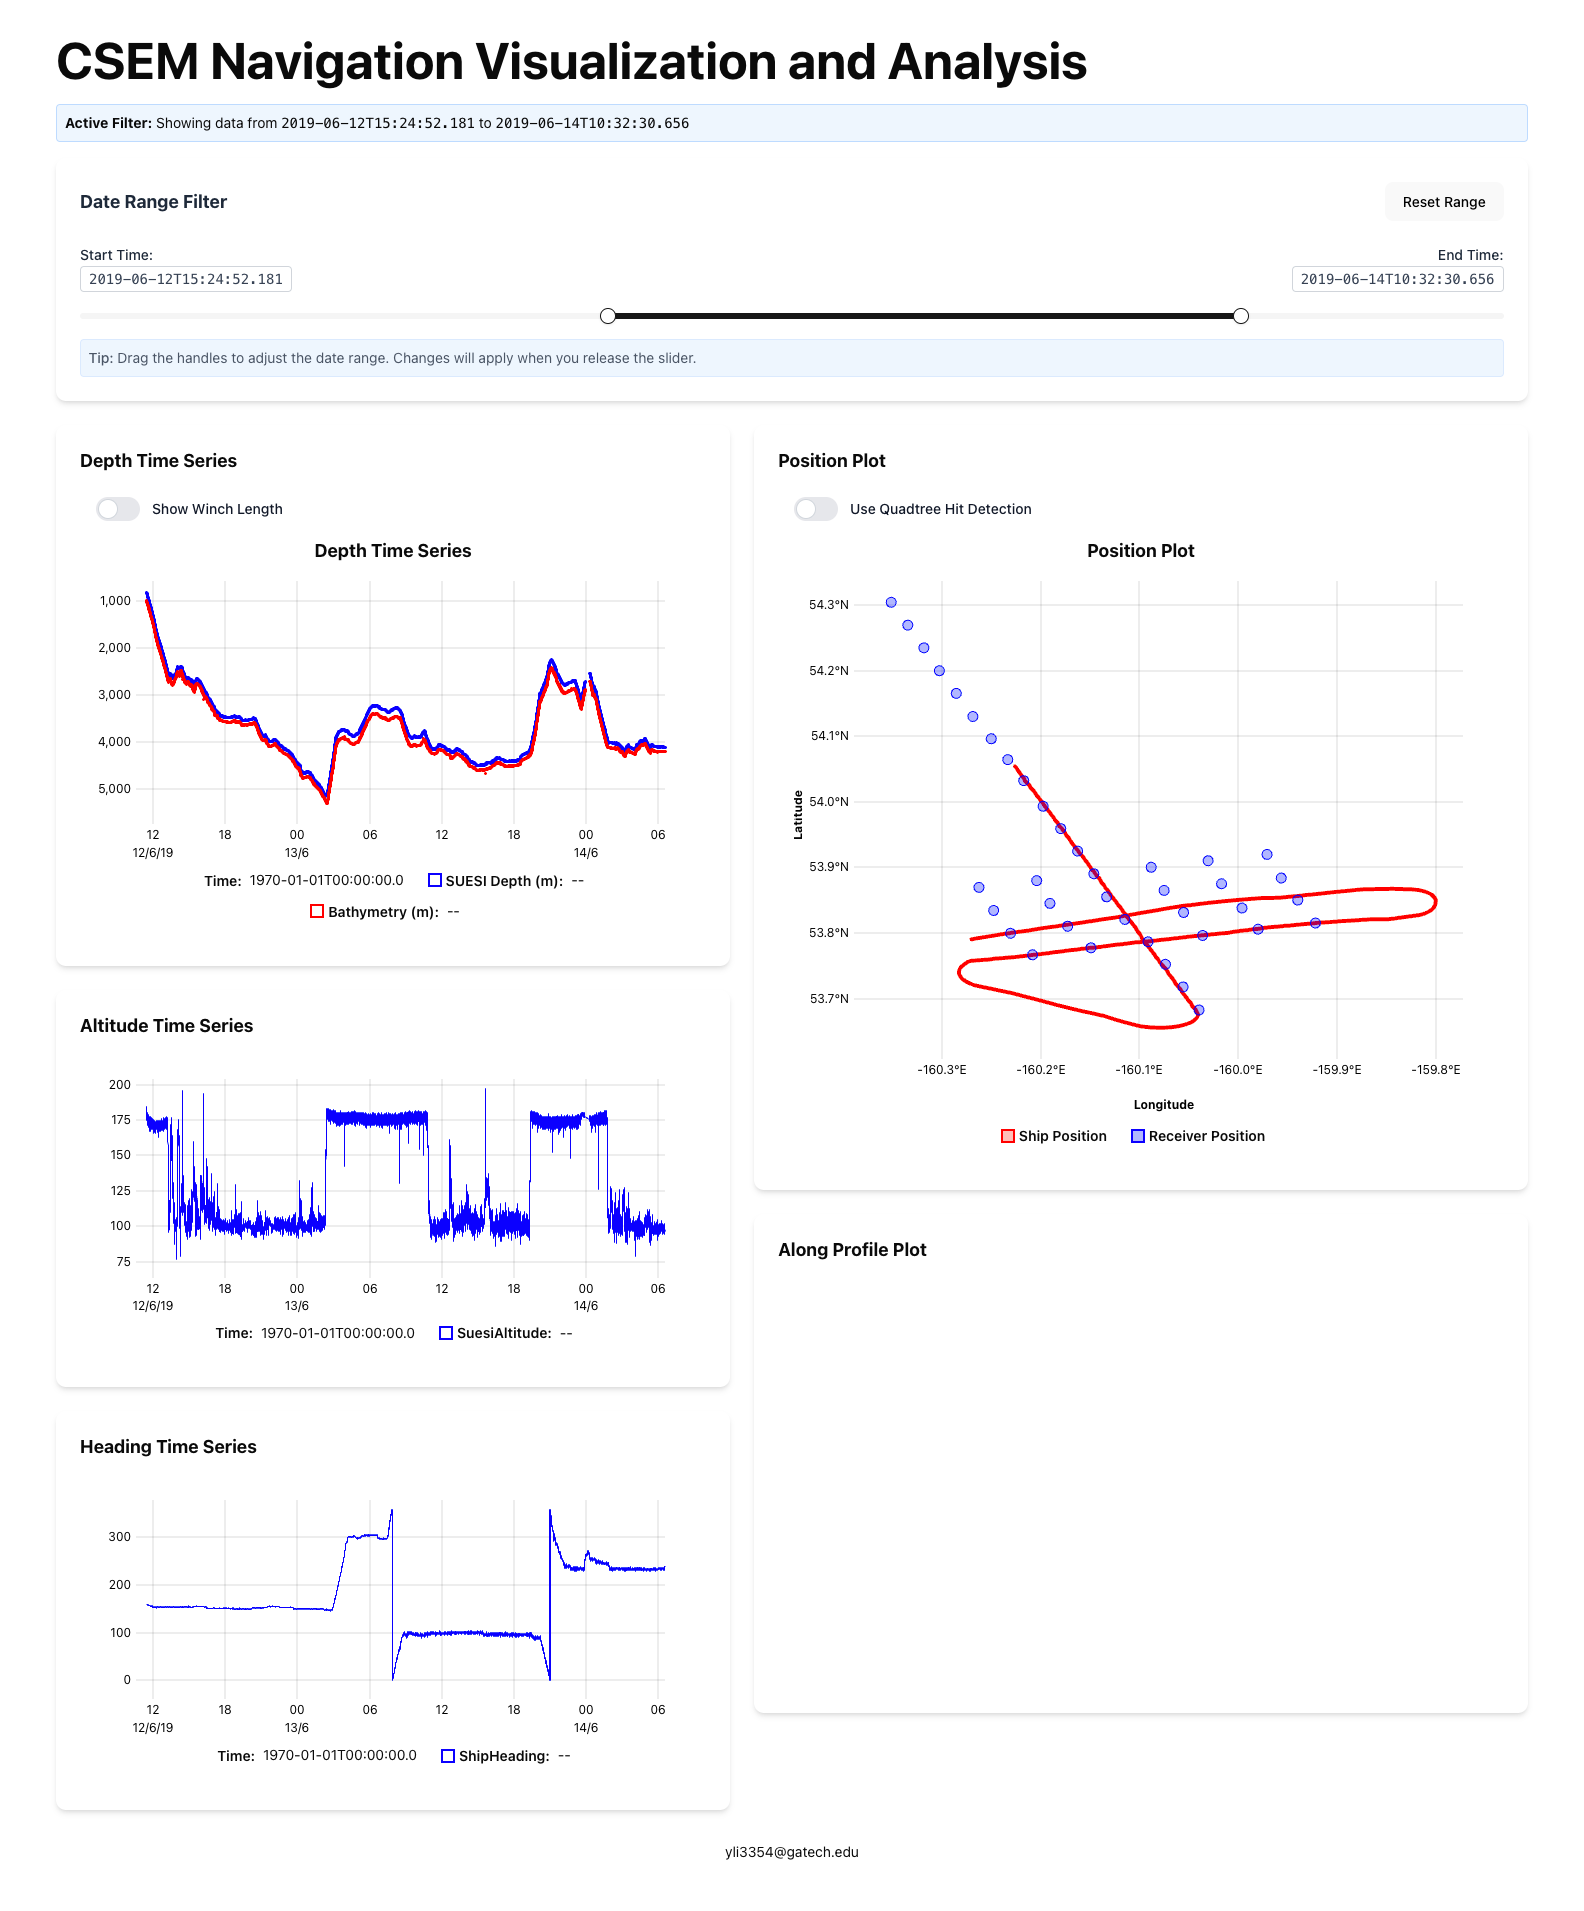 CSEM Navigation Visualization and Analysis
Active Filter: Showing data from 2019-06-12T15:24:52.181 to 2019-06-14T10:32:30.656
Date Range Filter
Reset Range
Start Time:
End Time:
2019-06-12T15:24:52.181
2019-06-14T10:32:30.656
Tip: Drag the handles to adjust the date range. Changes will apply when you release the slider.
Depth Time Series
Show Winch Length
Depth Time Series
1,000
2,000
3,000
4,000
5,000
12 18 00 06 12 18 00 06
12/6/19 13/6 14/6
Time: 1970-01-01T00:00:00.0 SUESI Depth (m): --
Bathymetry (m): --
Altitude Time Series
200
175
150
125
100
75
12 18 00 06 12 18 00 06
12/6/19 13/6 14/6
Time: 1970-01-01T00:00:00.0 SuesiAltitude: --
Heading Time Series
300
200
100
0
12 18 00 06 12 18 00 06
12/6/19 13/6 14/6
Time: 1970-01-01T00:00:00.0 ShipHeading: --
Position Plot
Use Quadtree Hit Detection
Position Plot
Latitude
54.3°N
54.2°N
54.1°N
54.0°N
53.9°N
53.8°N
53.7°N
-160.3°E -160.2°E -160.1°E -160.0°E -159.9°E -159.8°E
Longitude
Ship Position Receiver Position
Along Profile Plot
yli3354@gatech.edu